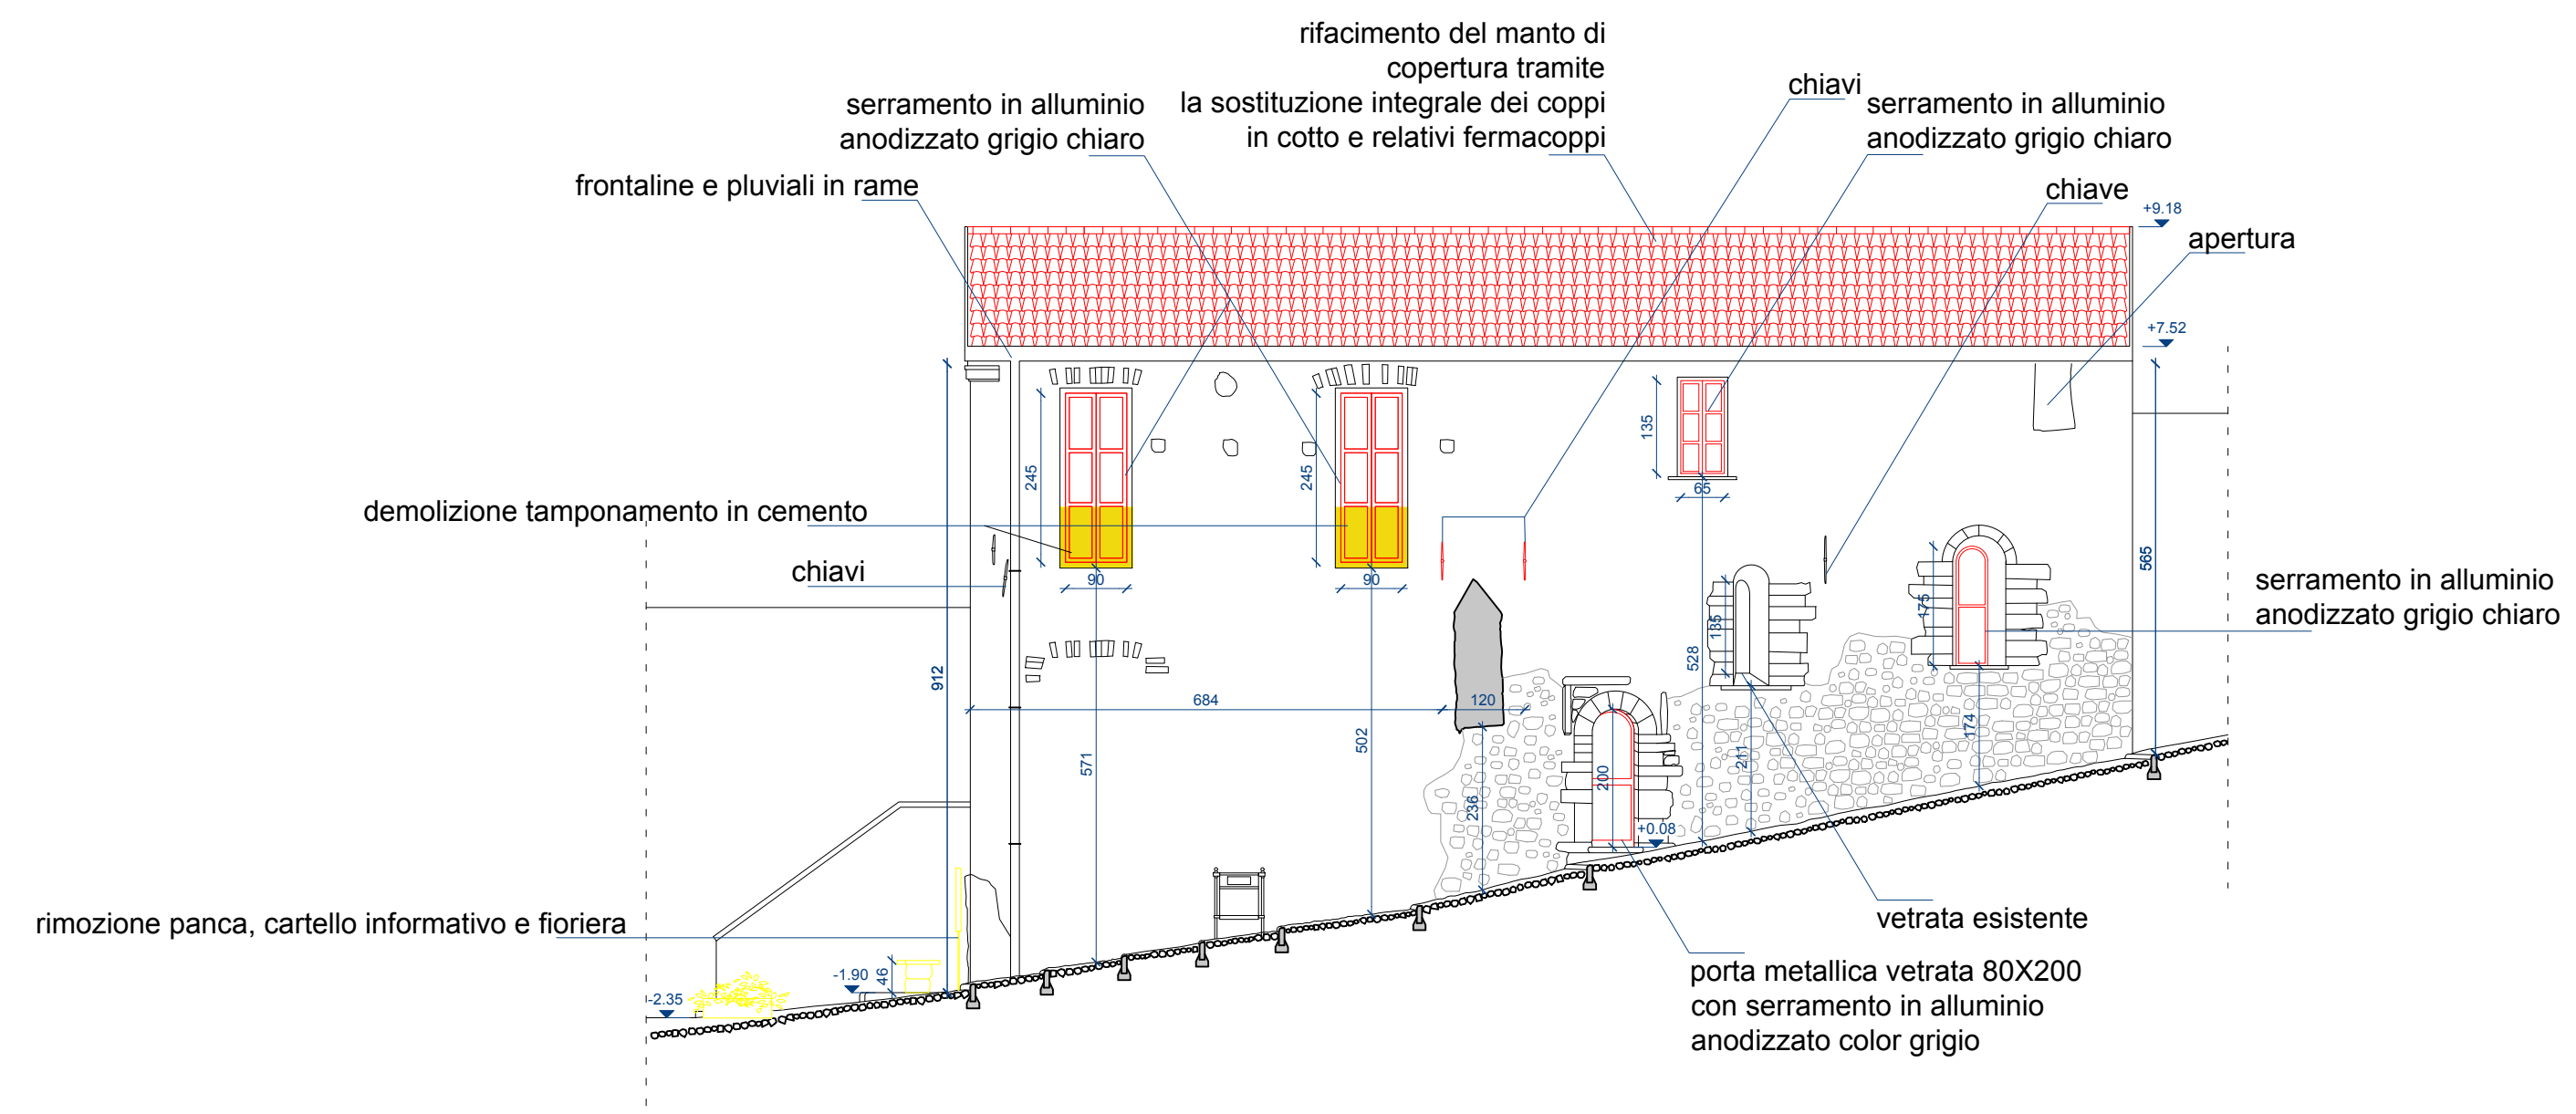 rifacimento del manto di
copertura tramite
la sostituzione integrale dei coppi
in cotto e relativi fermacoppi
chiavi
serramento in alluminio
anodizzato grigio chiaro
serramento in alluminio
anodizzato grigio chiaro
frontaline e pluviali in rame
chiave
+9.18
apertura
+7.52
135
245
245
65
demolizione tamponamento in cemento
chiavi
90
90
565
175
135
serramento in alluminio
anodizzato grigio chiaro
912
528
684
120
571
502
174
211
200
236
+0.08
rimozione panca, cartello informativo e fioriera
vetrata esistente
-1.90
46
-2.35
porta metallica vetrata 80X200
con serramento in alluminio
anodizzato color grigio